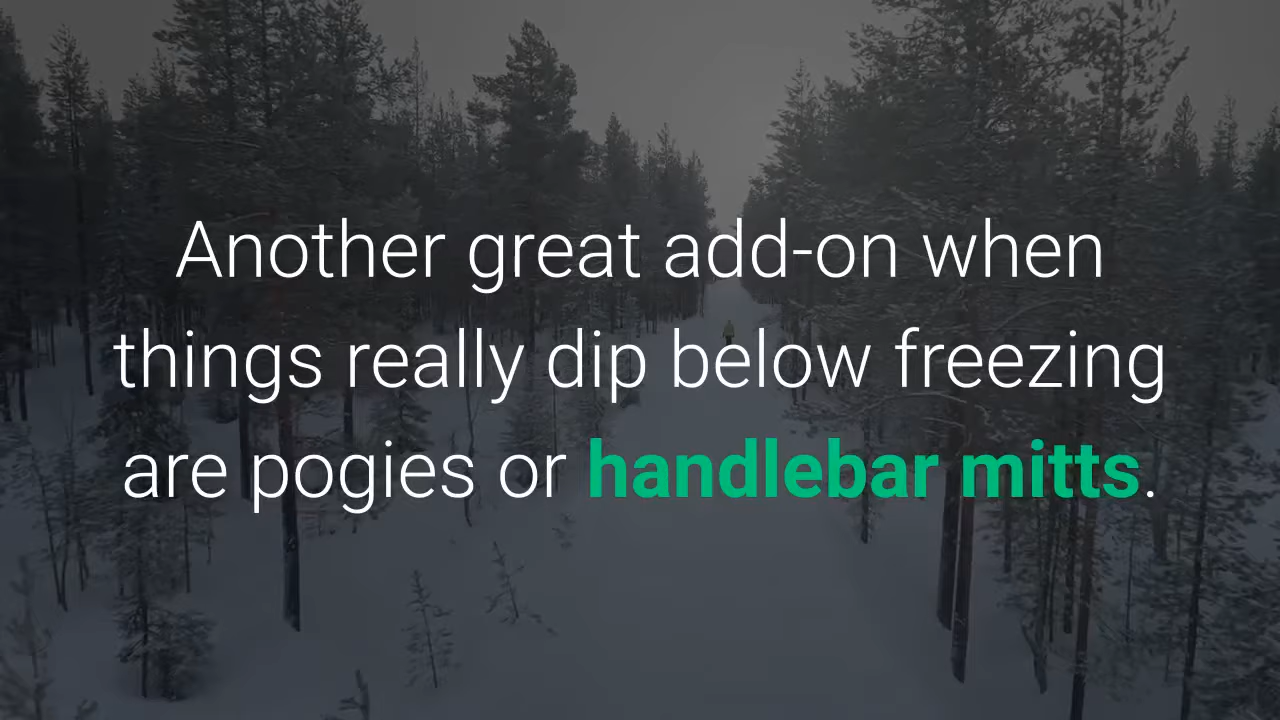 Another great add-on when
things really dip below freezing
are pogies or handlebar mitts.